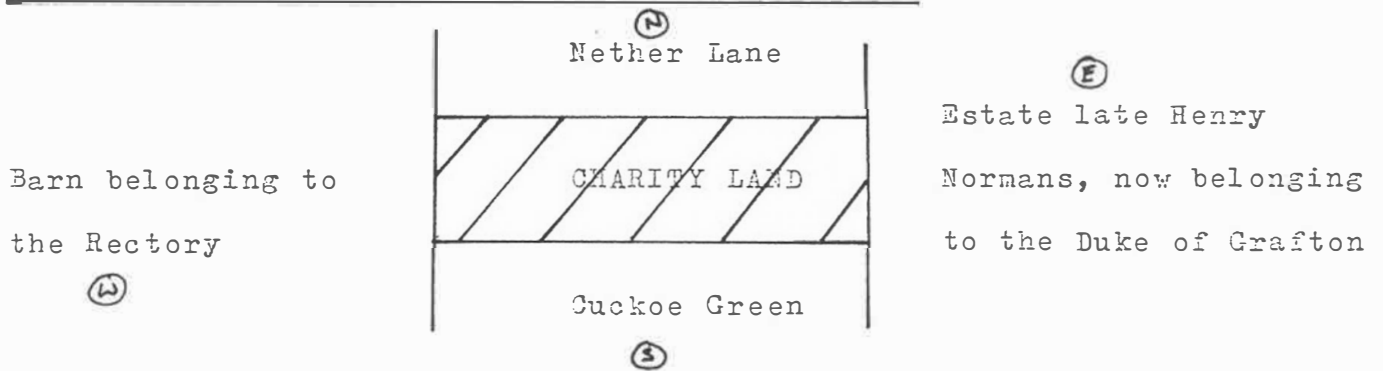 N
Nether Lane
E
Estate late Henry
Barn belonging to
CHARITY LAND
Normans, now belonging
the Rectory
to the Duke of Grafton
W
Cuckoe Green
S